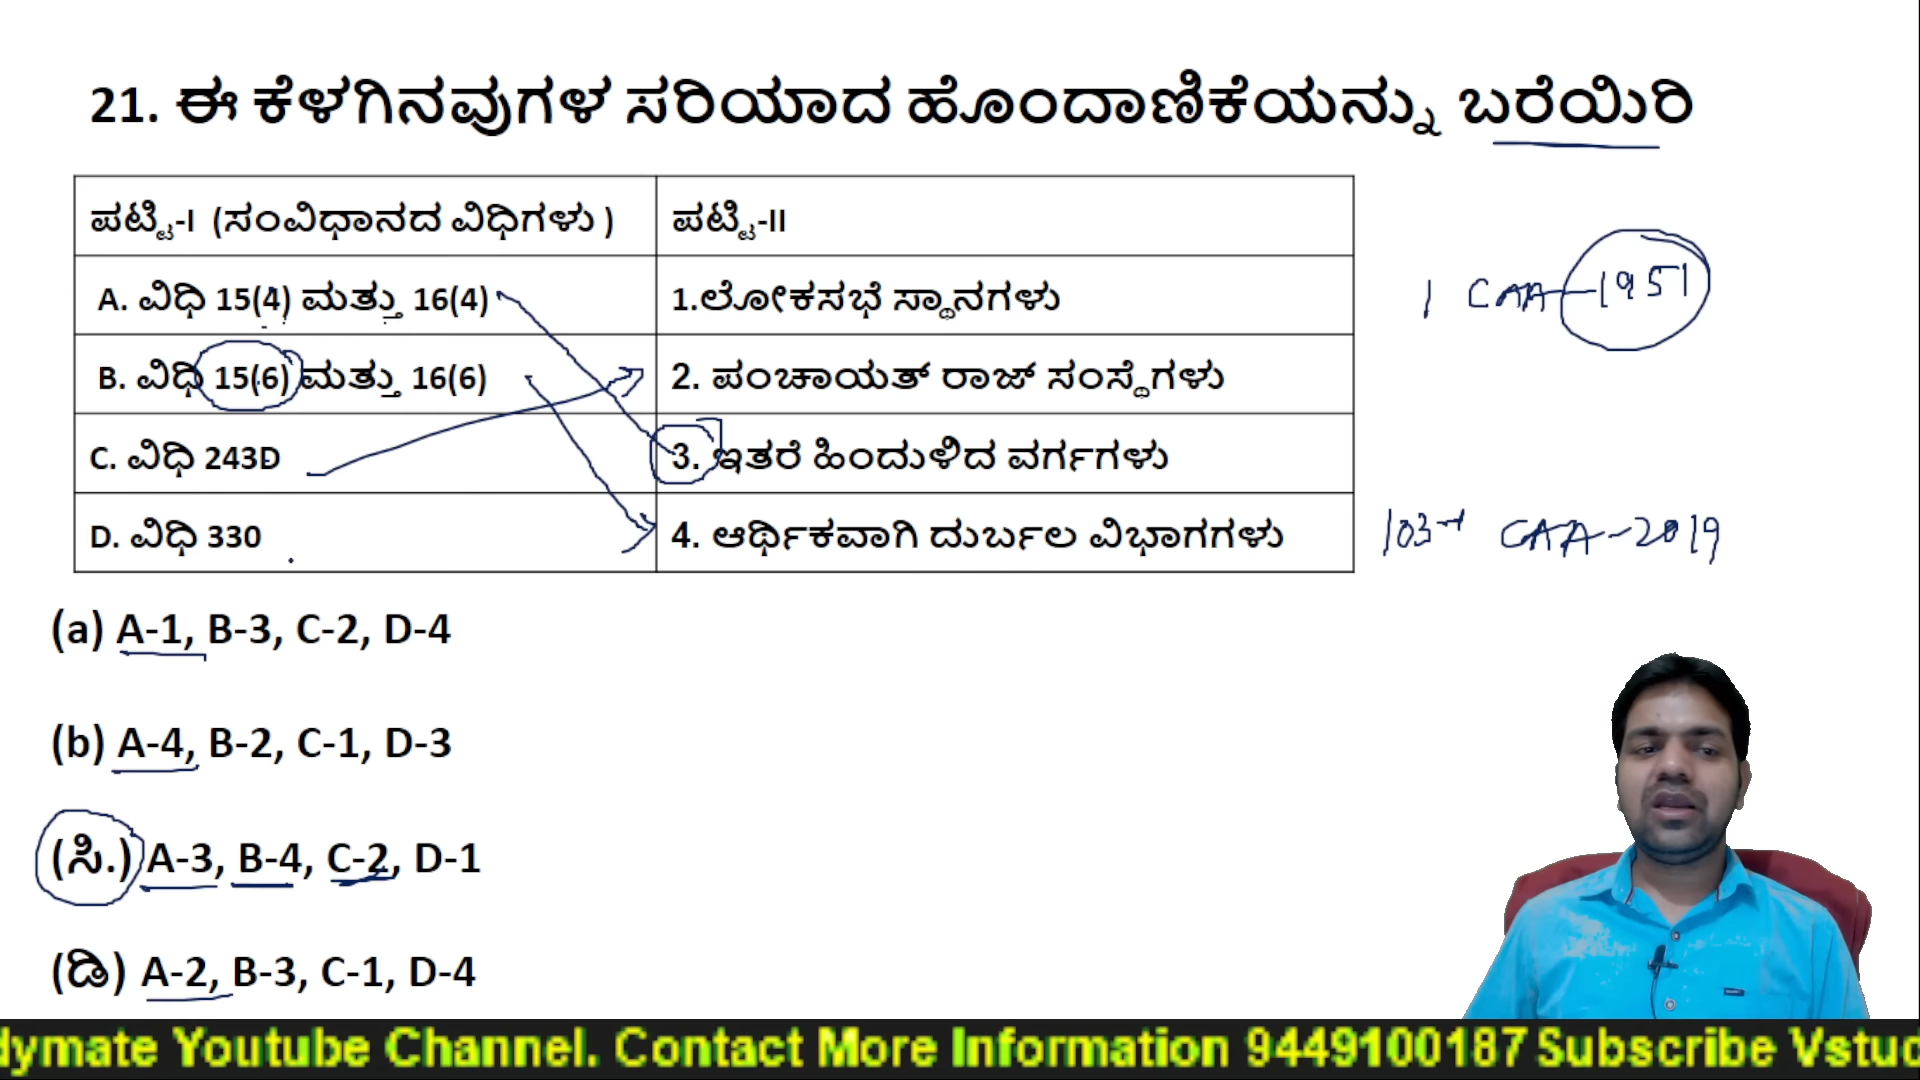 21. ಈ ಕೆಳಗಿನವುಗಳ ಸರಿಯಾದ ಹೊಂದಾಣಿಕೆಯನ್ನು ಬರೆಯಿರಿ
ಪಟ್ಟಿ-I (ಸಂವಿಧಾನದ ವಿಧಿಗಳು ) ಪಟ್ಟಿ-II
A. ವಿಧಿ 15(4) ಮತ್ತು 16(4) 1.ಲೋಕಸಭೆ ಸ್ಥಾನಗಳು
1 CAA-1951
B. ವಿಧಿ 15(6) ಮತ್ತು 16(6) 2. ಪಂಚಾಯತ್ ರಾಜ್ ಸಂಸ್ಥೆಗಳು
C. ವಿಧಿ 243D 3. ಇತರೆ ಹಿಂದುಳಿದ ವರ್ಗಗಳು
D. ವಿಧಿ 330 4. ಆರ್ಥಿಕವಾಗಿ ದುರ್ಬಲ ವಿಭಾಗಗಳು
103 CAA-2019
(a) A-1, B-3, C-2, D-4
(b) A-4, B-2, C-1, D-3
(ಸಿ.) A-3, B-4, C-2, D-1
(ಡಿ) A-2, B-3, C-1, D-4
dymate Youtube Channel. Contact More Information 9449100187 Subscribe Vstud